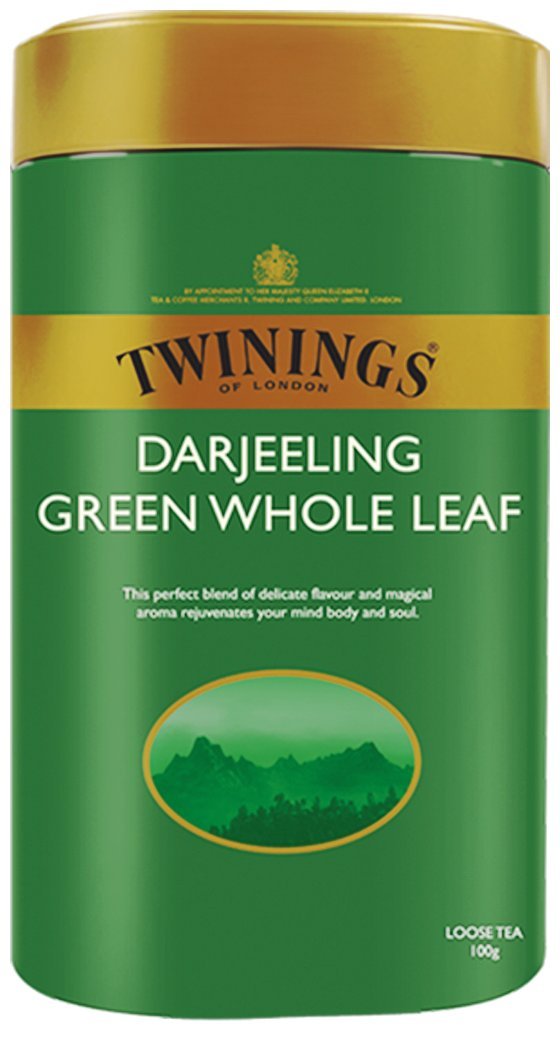 BY APPOINTMENT TO HER MAJESTY QUEEN ELIZABETH II
TEA & COFFEE MERCHANTS R. TWINING AND COMPANY LIMITED. LONDON
TWININGS®
OF LONDON
DARJEELING
GREEN WHOLE LEAF
This perfect blend of delicate flavour and magical
aroma rejuvenates your mind body and soul.
LOOSE TEA
100g